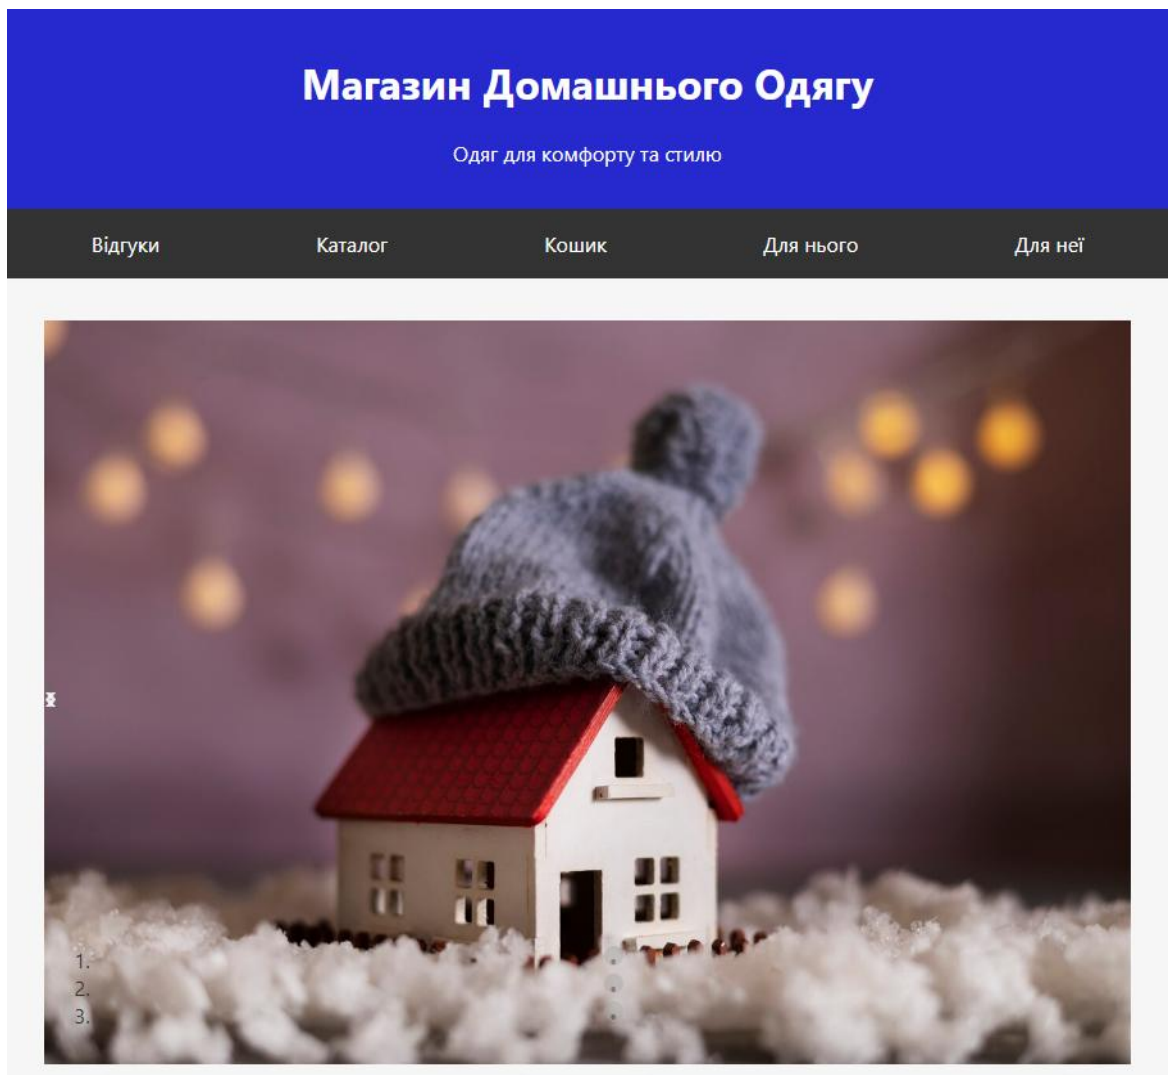 Магазин Домашнього Одягу
Одяг для комфорту та стилю
Відгуки Каталог Кошик Для нього Для неї
1.
2.
3.